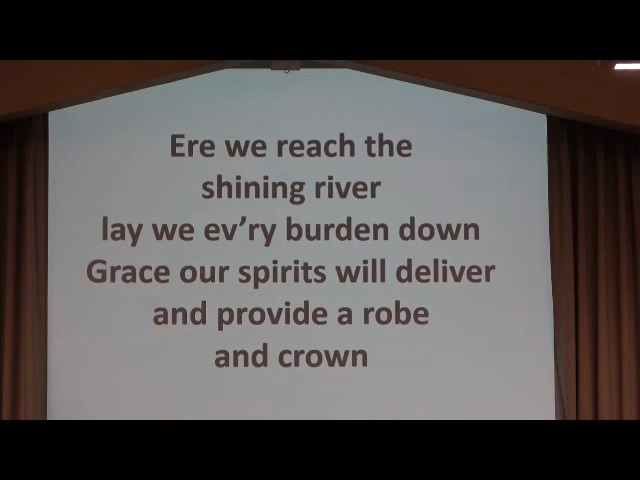 Ere we reach the
shining river
lay we ev’ry burden down
Grace our spirits will deliver
and provide a robe
and crown